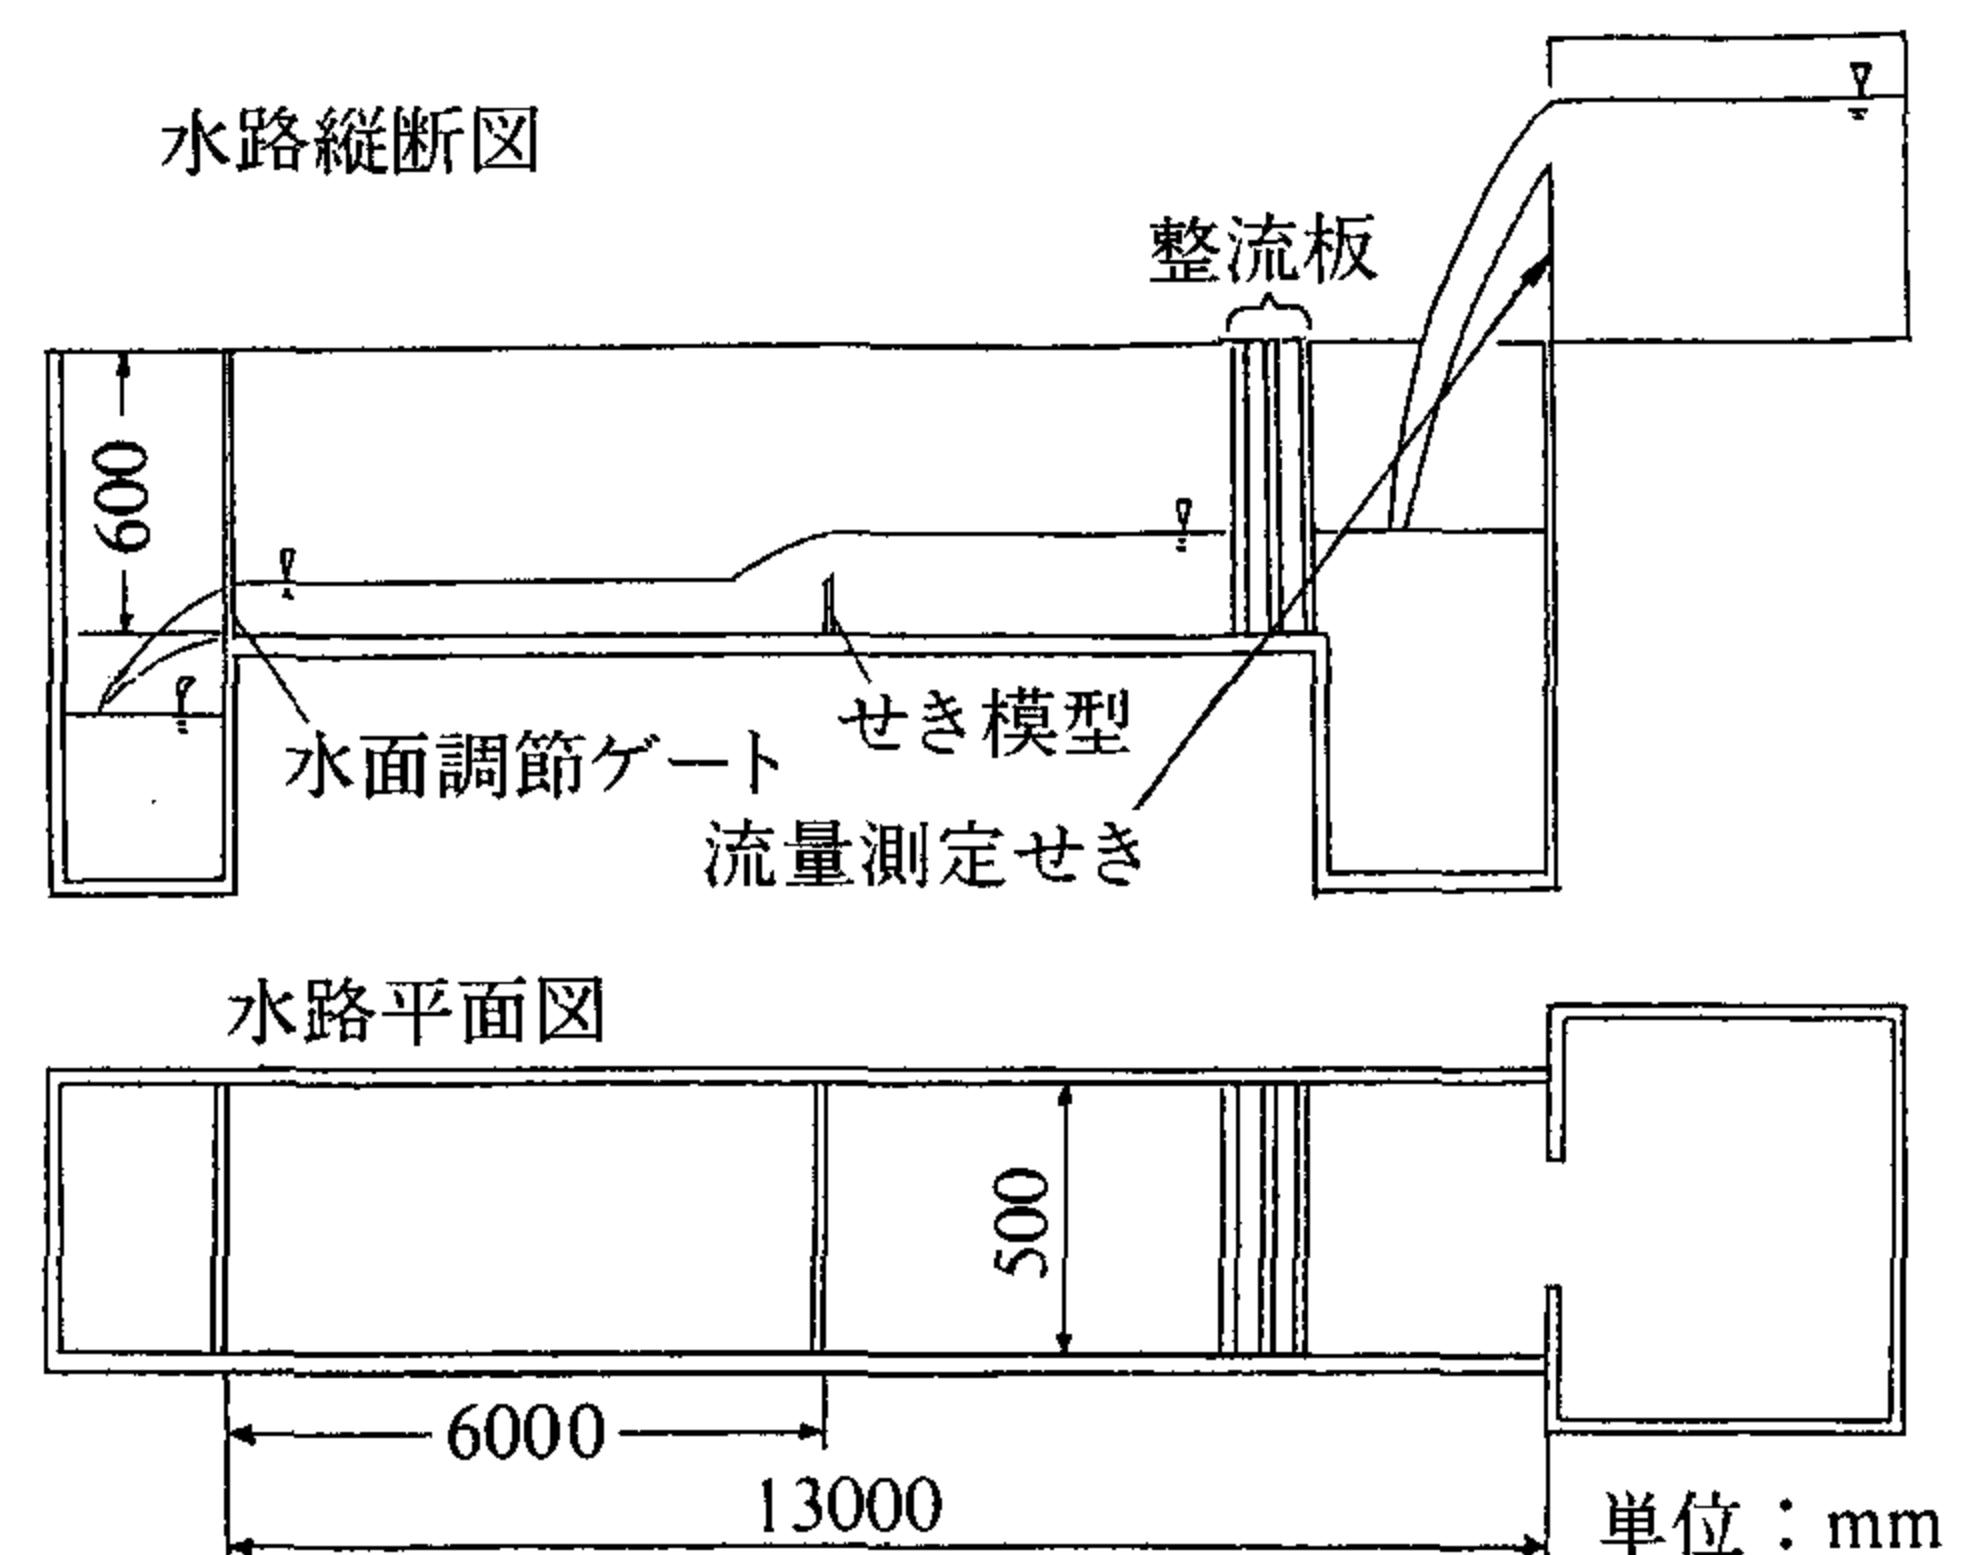 水路縦断図
整流板
600
せき模型
水面調節ゲート
流量測定せき
水路平面図
500
6000
13000
単位：mm